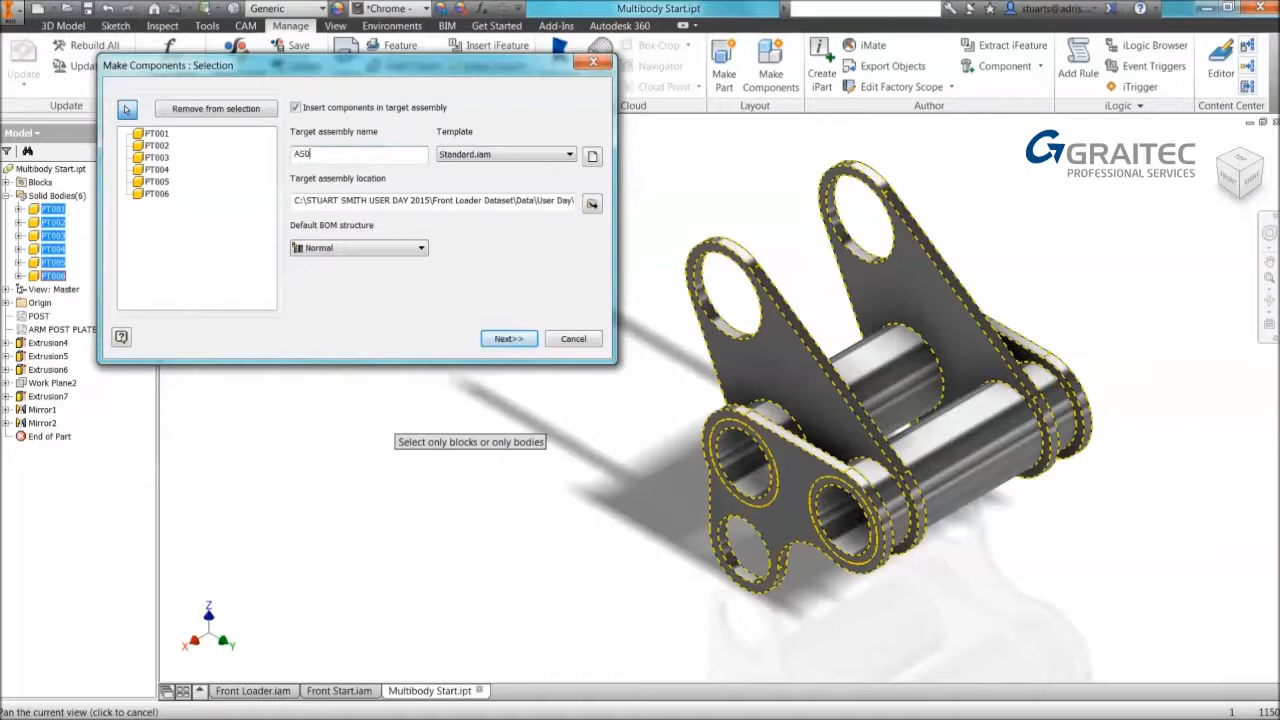 Generic
*Chrome -
Multibody Start.ipt
stuarts@adris...
PRO
3D Model
Sketch
Inspect
Tools
CAM
Manage
View
Environments
BIM
Get Started
Add-Ins
Autodesk 360
Update
Rebuild All
Save
Feature
Insert iFeature
Box Crop
Navigator
Cloud Point
Make
Part
Make
Components
Create
iPart
iMate
Export Objects
Edit Factory Scope
Extract iFeature
Component
Add Rule
iLogic Browser
Event Triggers
iTrigger
Editor
Update
Cloud
Layout
Author
iLogic
Content Center
Make Components : Selection
Remove from selection
PT001
PT002
PT003
PT004
PT005
PT006
Insert components in target assembly
Target assembly name
Template
AS0
Standard.iam
Target assembly location
C:\STUART SMITH USER DAY 2015\Front Loader Dataset\Data\User Day\
Default BOM structure
Normal
Next>>
Cancel
Model
Multibody Start.ipt
Blocks
Solid Bodies(6)
PT001
PT002
PT003
PT004
PT005
PT006
View: Master
Origin
POST
ARM POST PLATE
Extrusion4
Extrusion5
Extrusion6
Work Plane2
Extrusion7
Mirror1
Mirror2
End of Part
GRAITEC
PROFESSIONAL SERVICES
Select only blocks or only bodies
Z
X
Y
Front Loader.iam
Front Start.iam
Multibody Start.ipt
Pan the current view (click to cancel)
1
1150